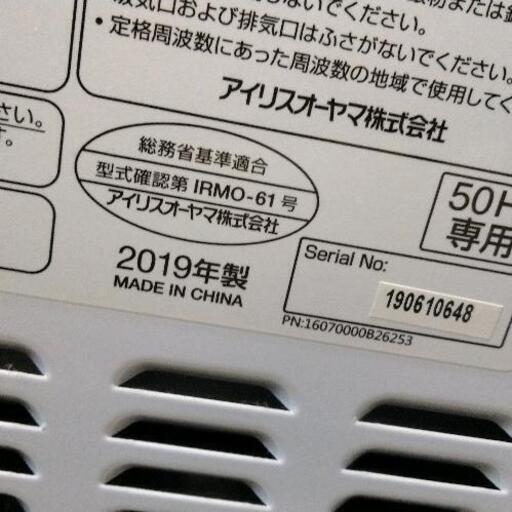 気口および排気口はふさがないでください。
・定格周波数にあった周波数の地域で使用してく
アイリスオーヤマ株式会社
さい。
す。
総務省基準適合
型式確認第 IRMO-61 号
アイリスオーヤマ株式会社
50H
専用
2019年製
MADE IN CHINA
Serial No:
190610648
PN:16070000B26253